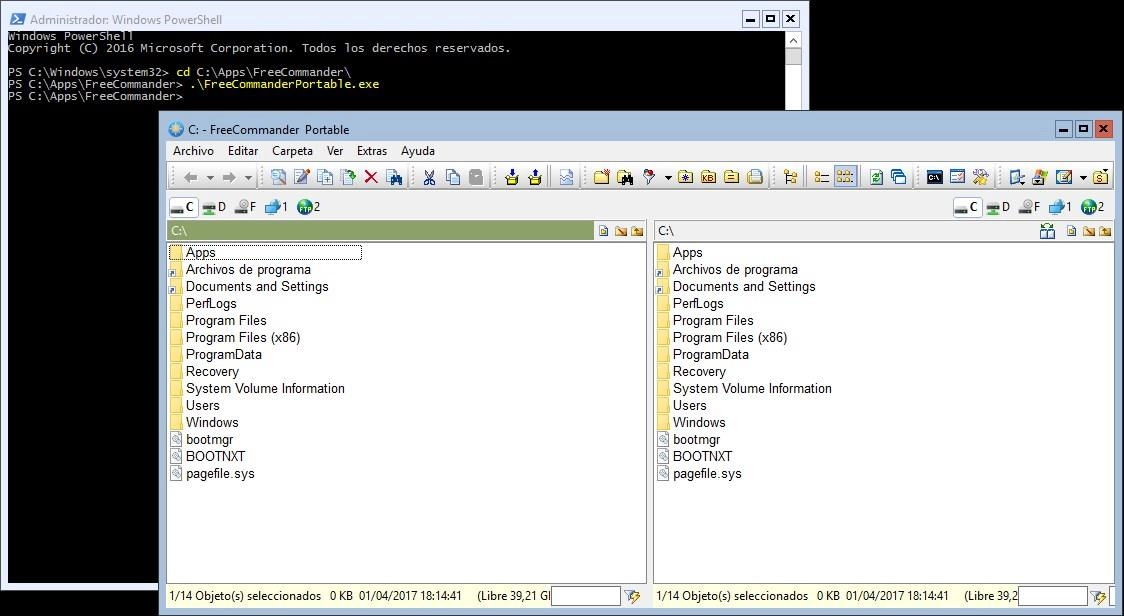 Administrador: Windows PowerShell
Windows PowerShell
Copyright (C) 2016 Microsoft Corporation. Todos los derechos reservados.
PS C:\Windows\system32> cd C:\Apps\FreeCommander\
PS C:\Apps\FreeCommander> .\FreeCommanderPortable.exe
PS C:\Apps\FreeCommander>
C: - FreeCommander Portable
Archivo Editar Carpeta Ver Extras Ayuda
C D F 1 FTP 2 C D F 1 FTP 2
C:\ C:\
Apps Apps
Archivos de programa Archivos de programa
Documents and Settings Documents and Settings
PerfLogs PerfLogs
Program Files Program Files
Program Files (x86) Program Files (x86)
ProgramData ProgramData
Recovery Recovery
System Volume Information System Volume Information
Users Users
Windows Windows
bootmgr bootmgr
BOOTNXT BOOTNXT
pagefile.sys pagefile.sys
1/14 Objeto(s) seleccionados 0 KB 01/04/2017 18:14:41 (Libre 39,21 G 1/14 Objeto(s) seleccionados 0 KB 01/04/2017 18:14:41 (Libre 39,2